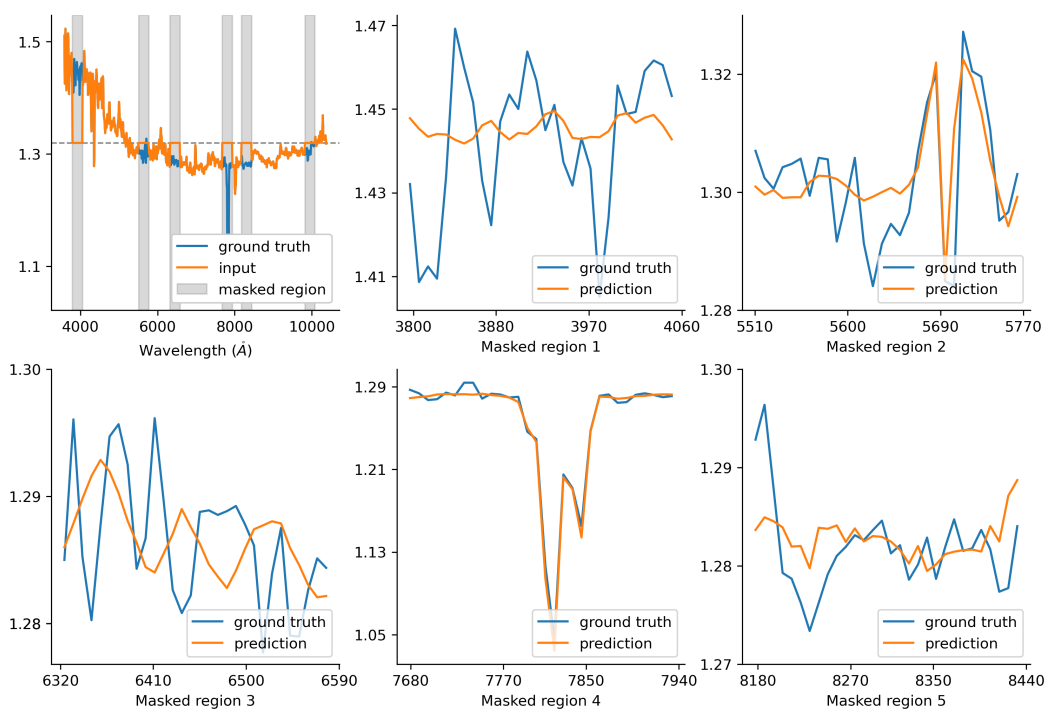 1.5
1.3
1.1
ground truth
input
masked region
4000 6000 8000 10000
Wavelength (Å)
1.47
1.45
1.43
1.41
ground truth
prediction
3800 3880 3970 4060
Masked region 1
1.32
1.30
1.28
ground truth
prediction
5510 5600 5690 5770
Masked region 2
1.30
1.29
1.28
ground truth
prediction
6320 6410 6500 6590
Masked region 3
1.29
1.21
1.13
1.05
ground truth
prediction
7680 7770 7850 7940
Masked region 4
1.30
1.29
1.28
1.27
ground truth
prediction
8180 8270 8350 8440
Masked region 5